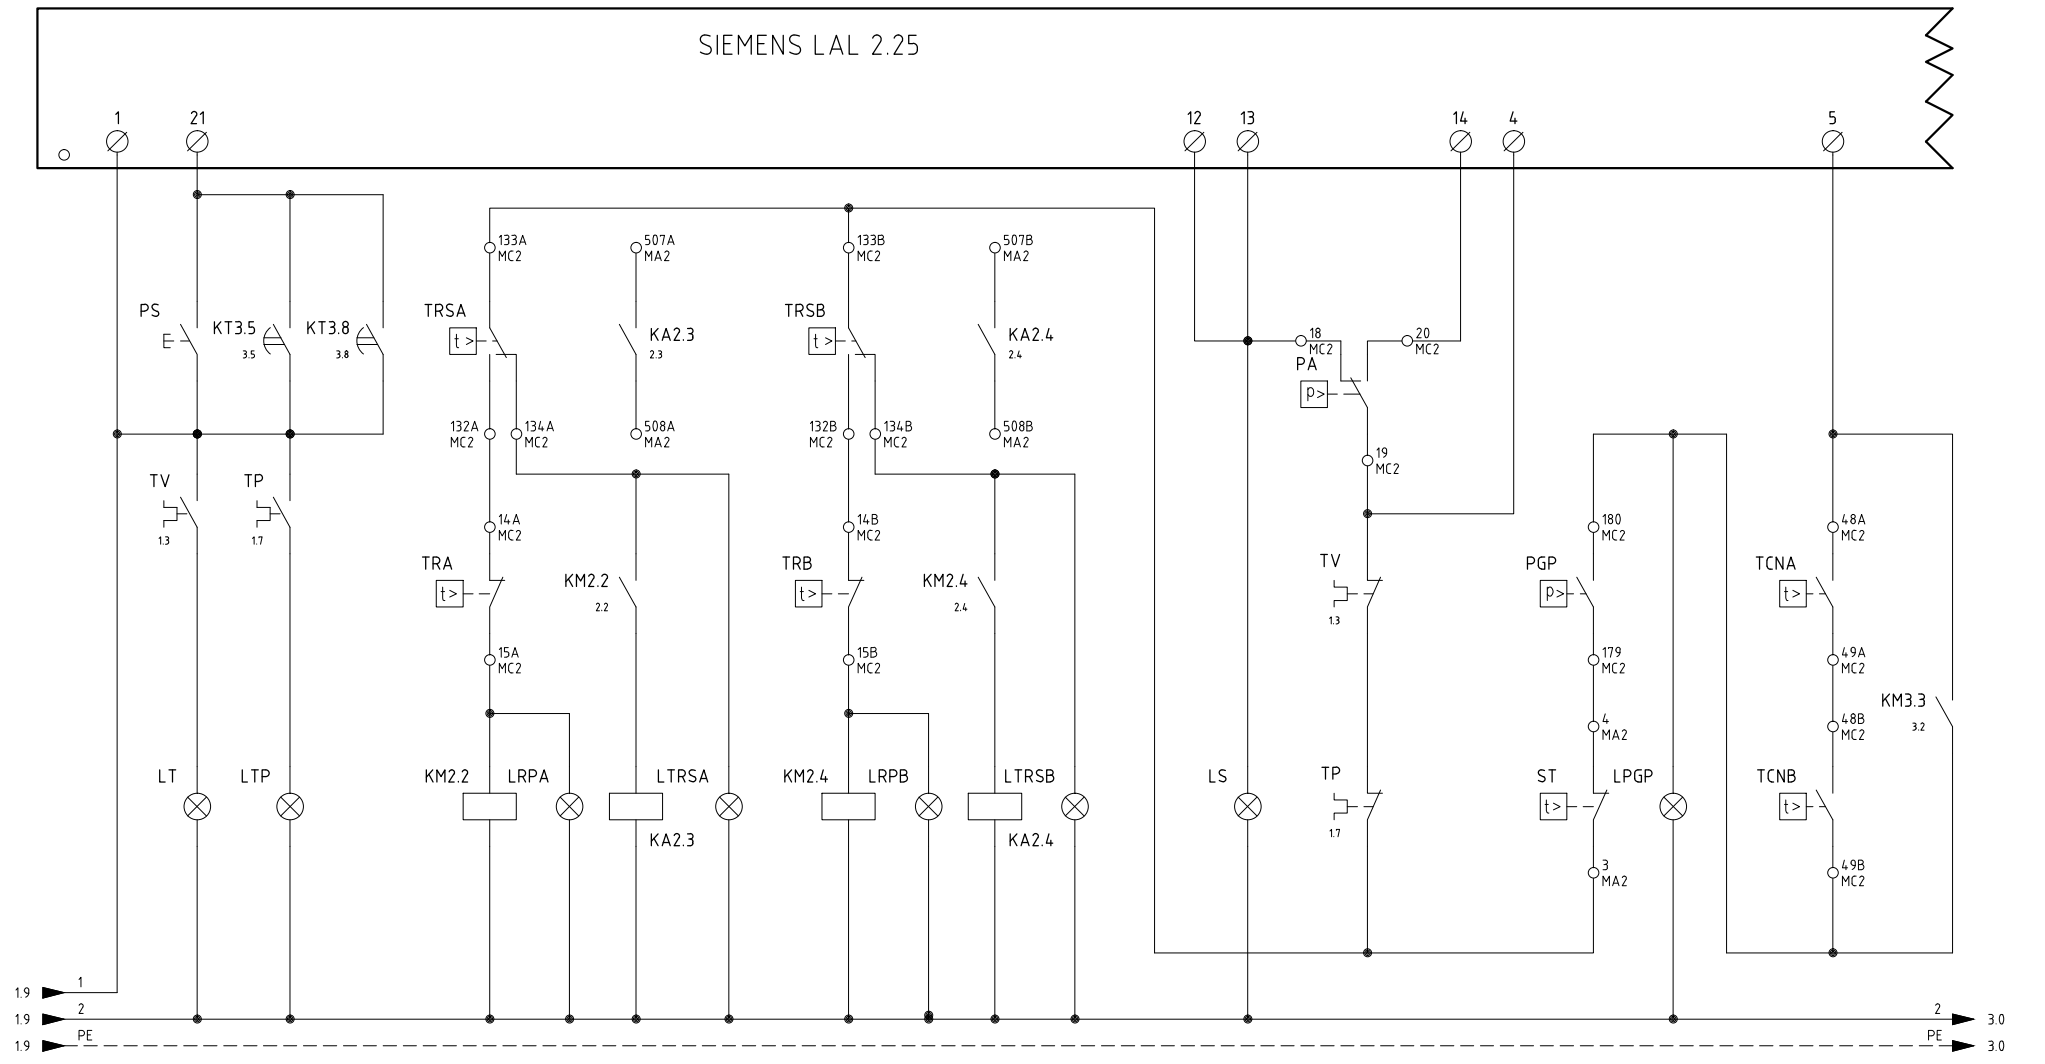 SIEMENS LAL 2.25
1 21 12 13 14 4 5
133A
MC2
507A
MA2
133B
MC2
507B
MA2
PS
KT3.5
3.5
KT3.8
3.8
TRSA
t>
KA2.3
2.3
TRSB
t>
KA2.4
2.4
18
MC2
20
MC2
PA
p>
132A
MC2
134A
MC2
508A
MA2
132B
MC2
134B
MC2
508B
MA2
19
MC2
TV
1.3
TP
1.7
14A
MC2
14B
MC2
180
MC2
48A
MC2
TRA
t>
KM2.2
2.2
TRB
t>
KM2.4
2.4
TV
1.3
PGP
p>
TCNA
t>
15A
MC2
15B
MC2
179
MC2
49A
MC2
4
MA2
48B
MC2
KM3.3
3.2
LT
LTP
KM2.2
LRPA
LTRSA
KA2.3
KM2.4
LRPB
LTRSB
KA2.4
LS
TP
1.7
ST
t>
LPGP
TCNB
t>
3
MA2
49B
MC2
1.9 1
1.9 2 2 3.0
1.9 PE PE 3.0